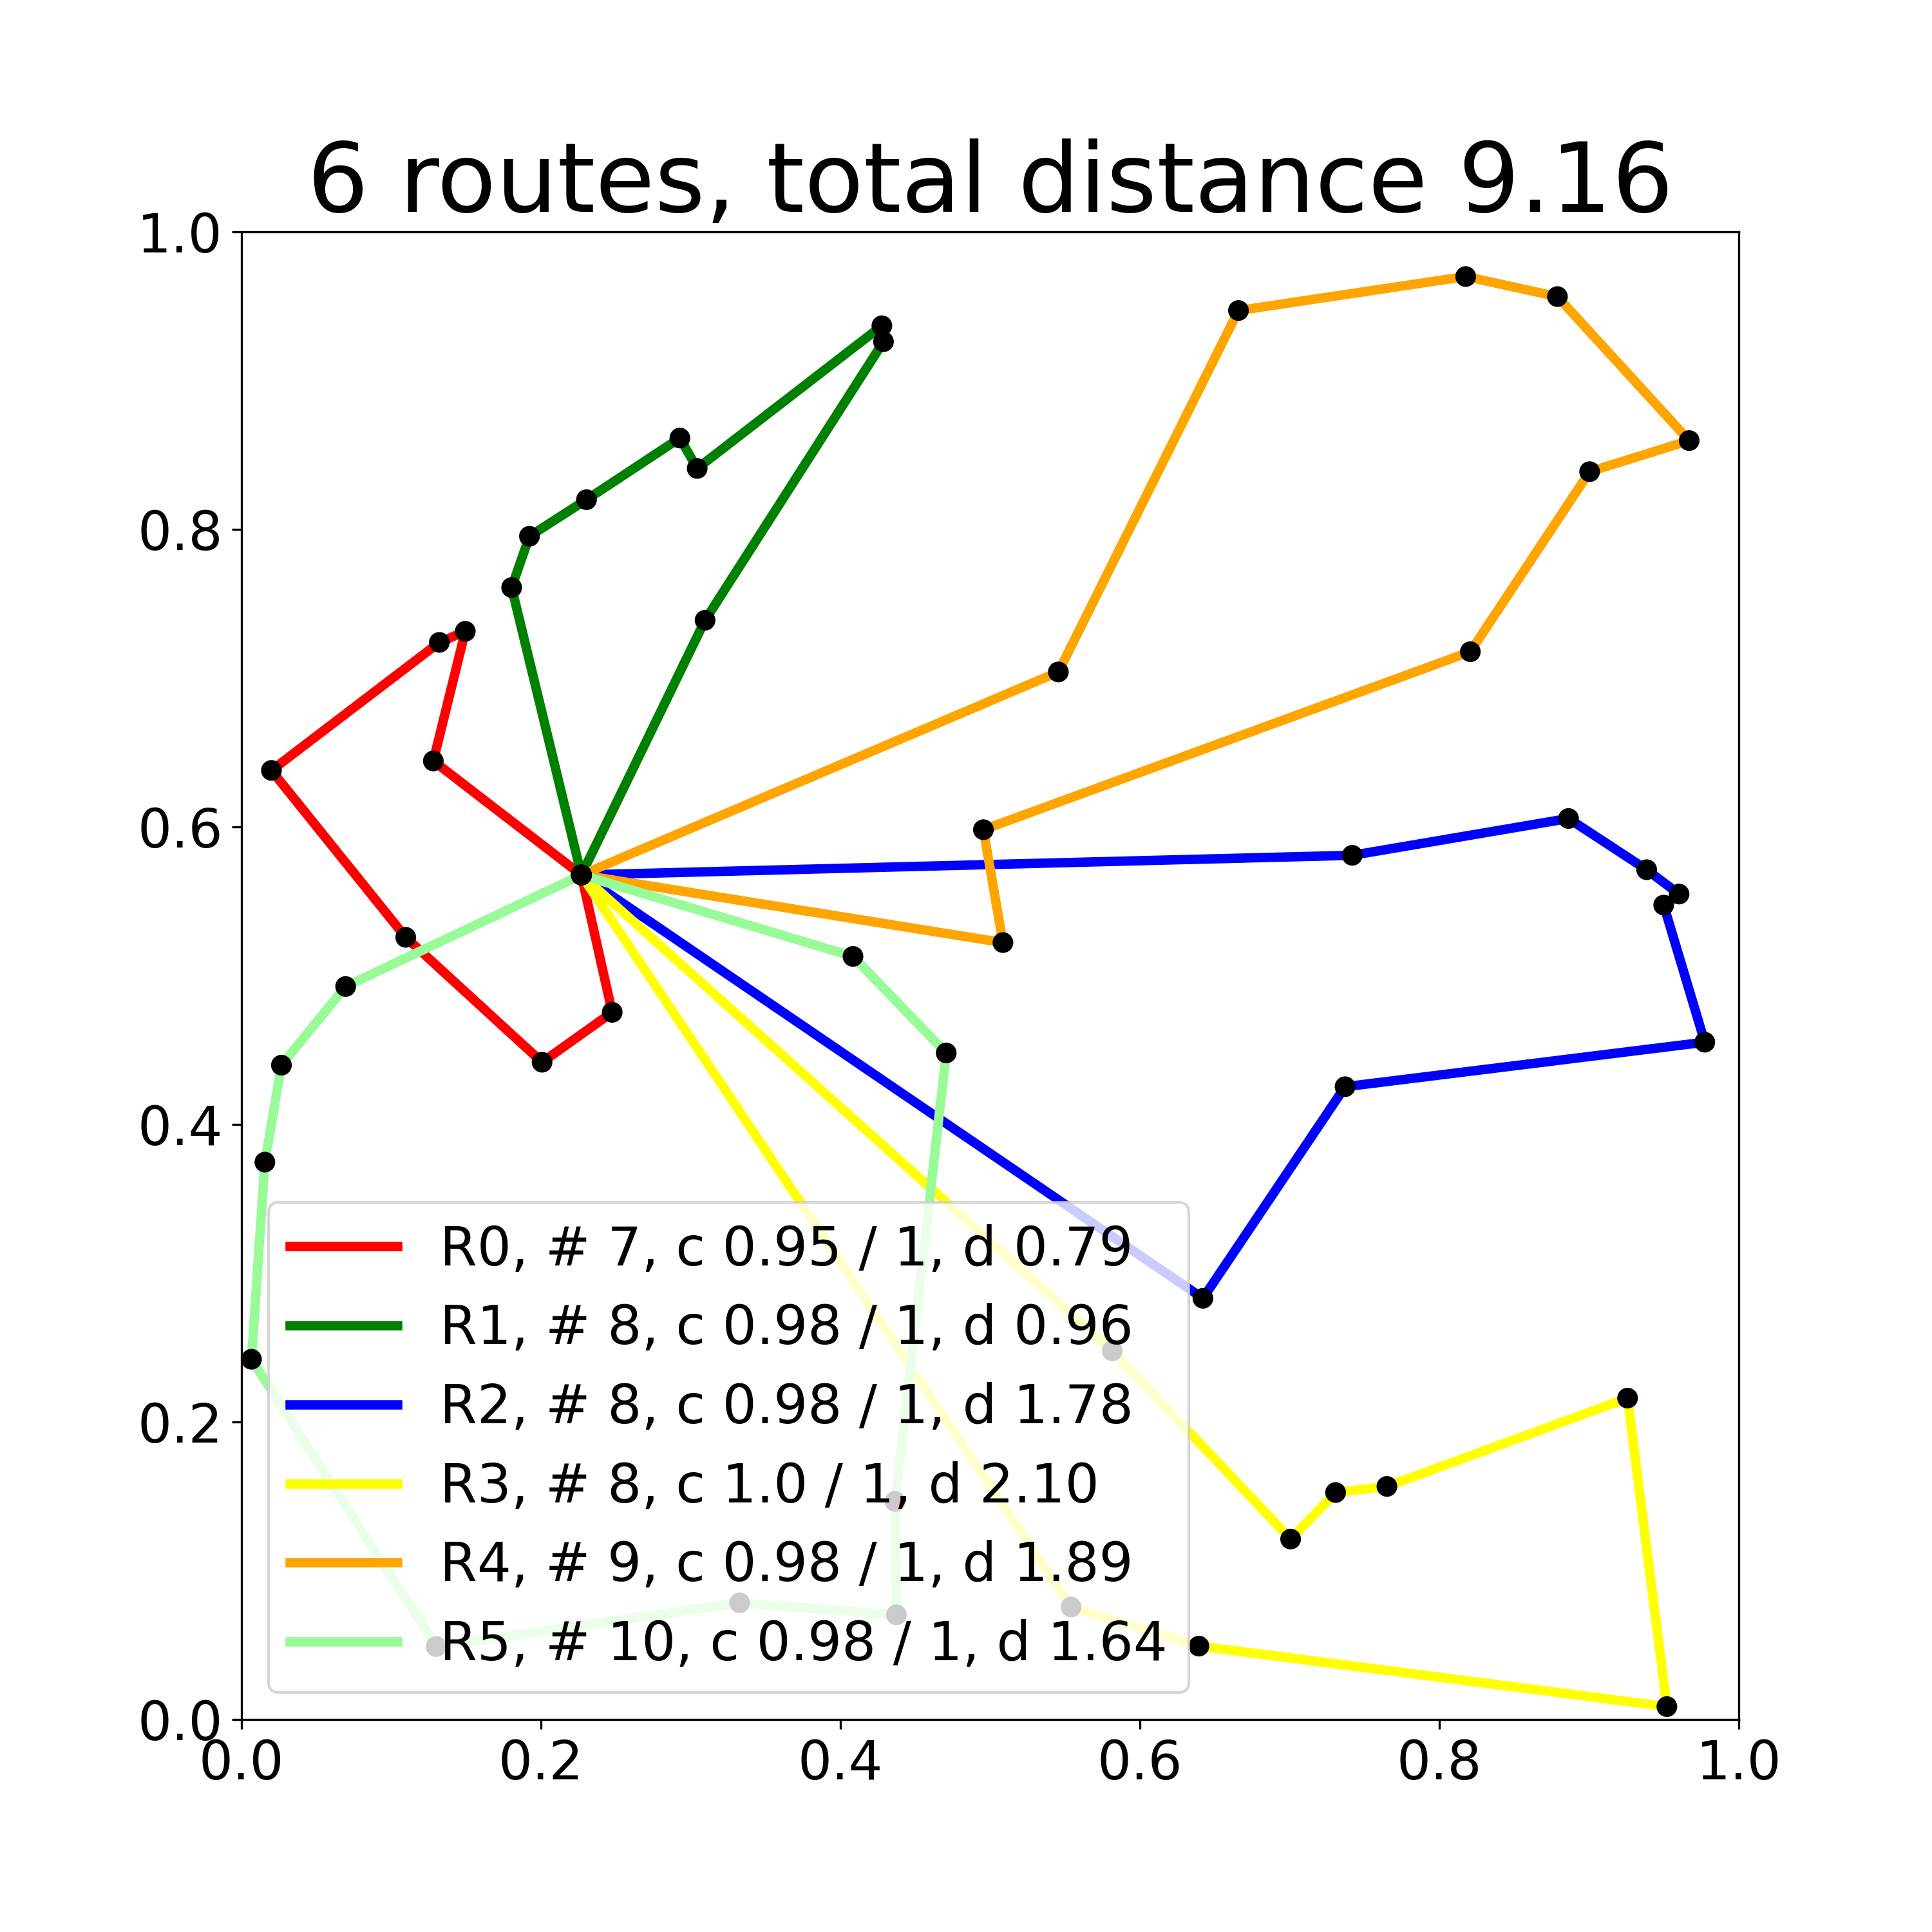 6 routes, total distance 9.16
1.0
0.8
0.6
0.4
0.2
0.0
R0, # 7, c 0.95 / 1, d 0.79
R1, # 8, c 0.98 / 1, d 0.96
R2, # 8, c 0.98 / 1, d 1.78
R3, # 8, c 1.0 / 1, d 2.10
R4, # 9, c 0.98 / 1, d 1.89
R5, # 10, c 0.98 / 1, d 1.64
0.0 0.2 0.4 0.6 0.8 1.0